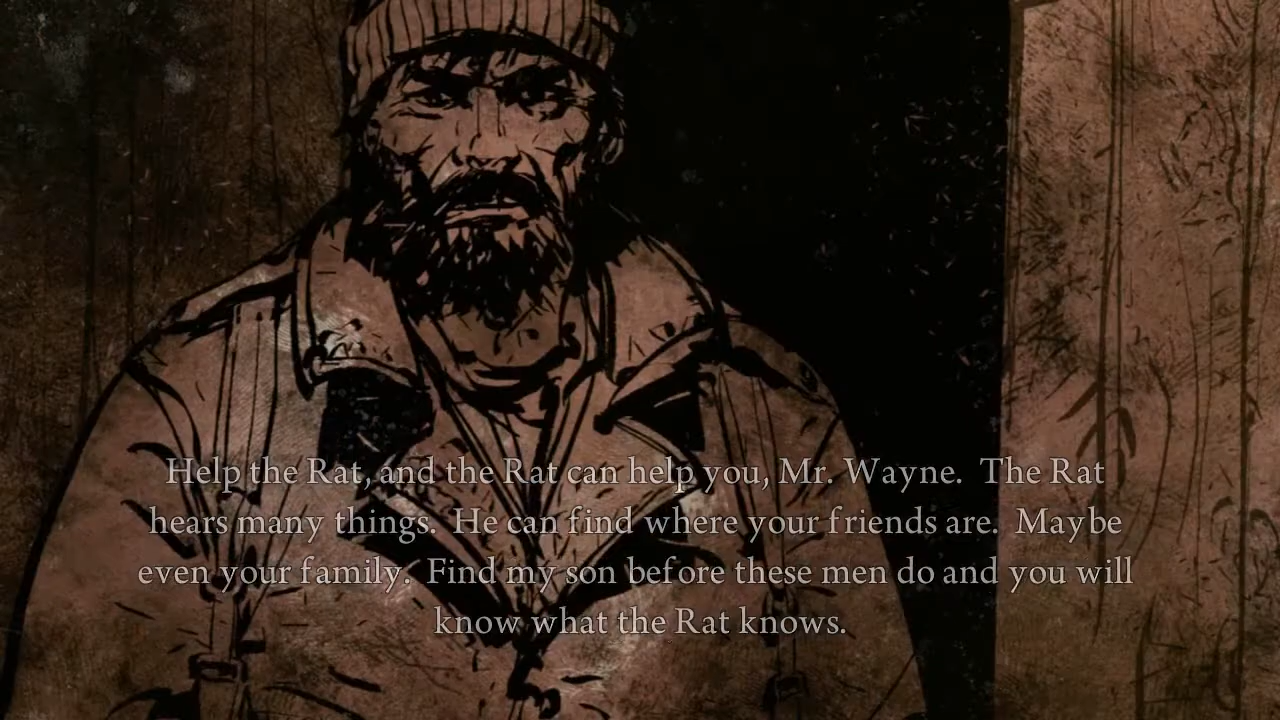 Help the Rat, and the Rat can help you, Mr. Wayne.  The Rat
hears many things.  He can find where your friends are.  Maybe
even your family.  Find my son before these men do and you will
know what the Rat knows.